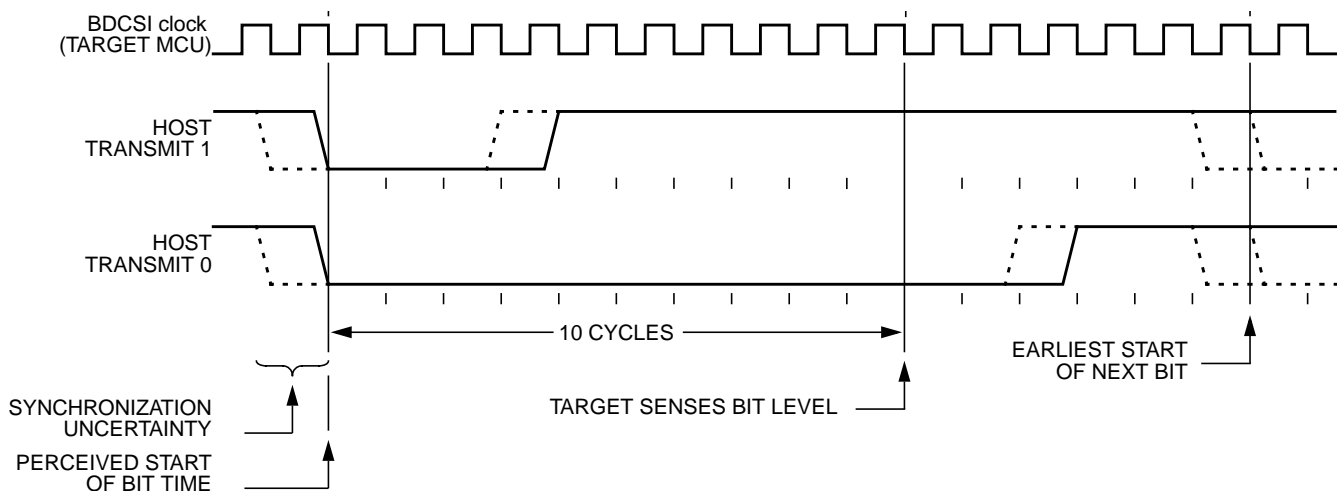 BDCSI clock
(TARGET MCU)
HOST
TRANSMIT 1
HOST
TRANSMIT 0
10 CYCLES
EARLIEST START
OF NEXT BIT
TARGET SENSES BIT LEVEL
SYNCHRONIZATION
UNCERTAINTY
PERCEIVED START
OF BIT TIME